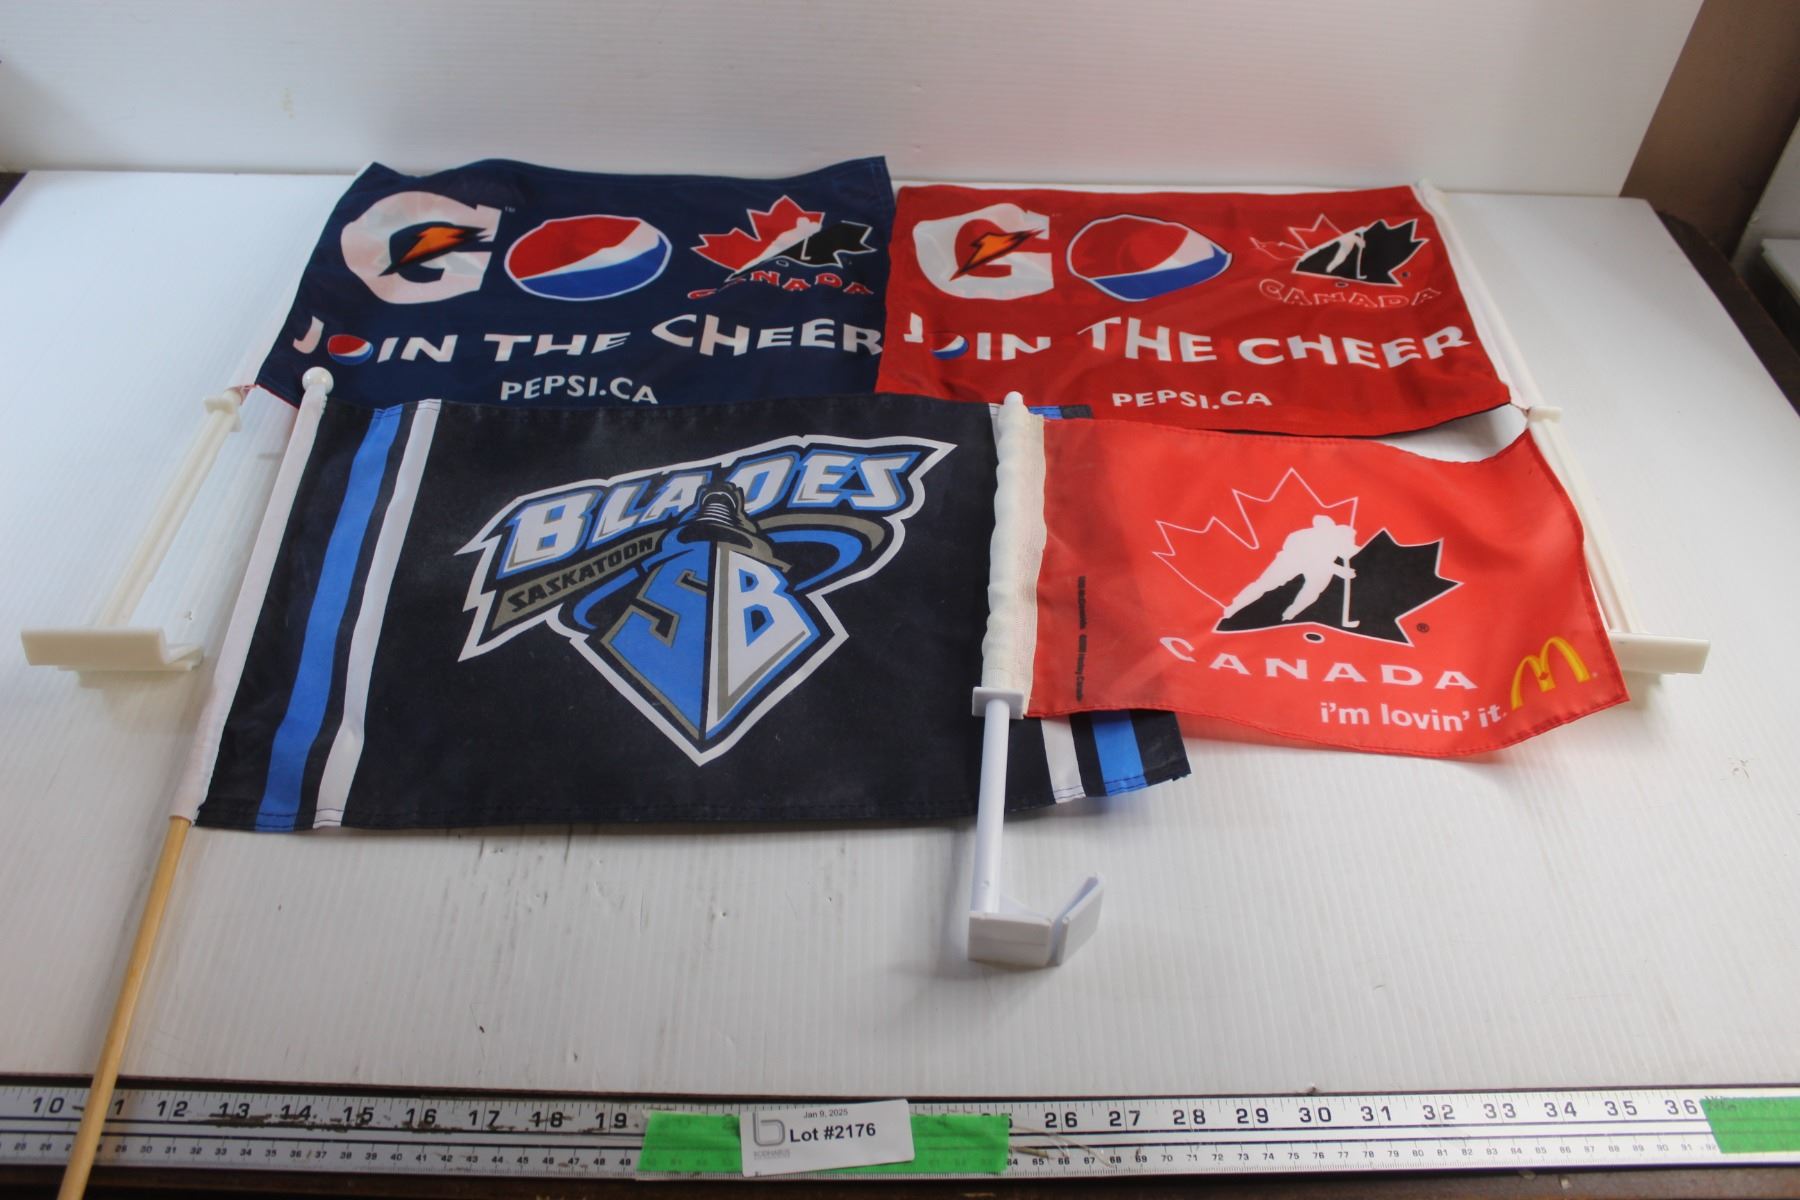 G™
CANADA
JOIN THE CHEER
PEPSI.CA
G
CANADA
JOIN THE CHEER
PEPSI.CA
BLADES
SASKATOON
SB
CANADA
®
i'm lovin' it.
10 11 12 13 14 15 16 17 18 19 26 27 28 29 30 31 32 33 34 35 36
Jan 9, 2025
Lot #2176